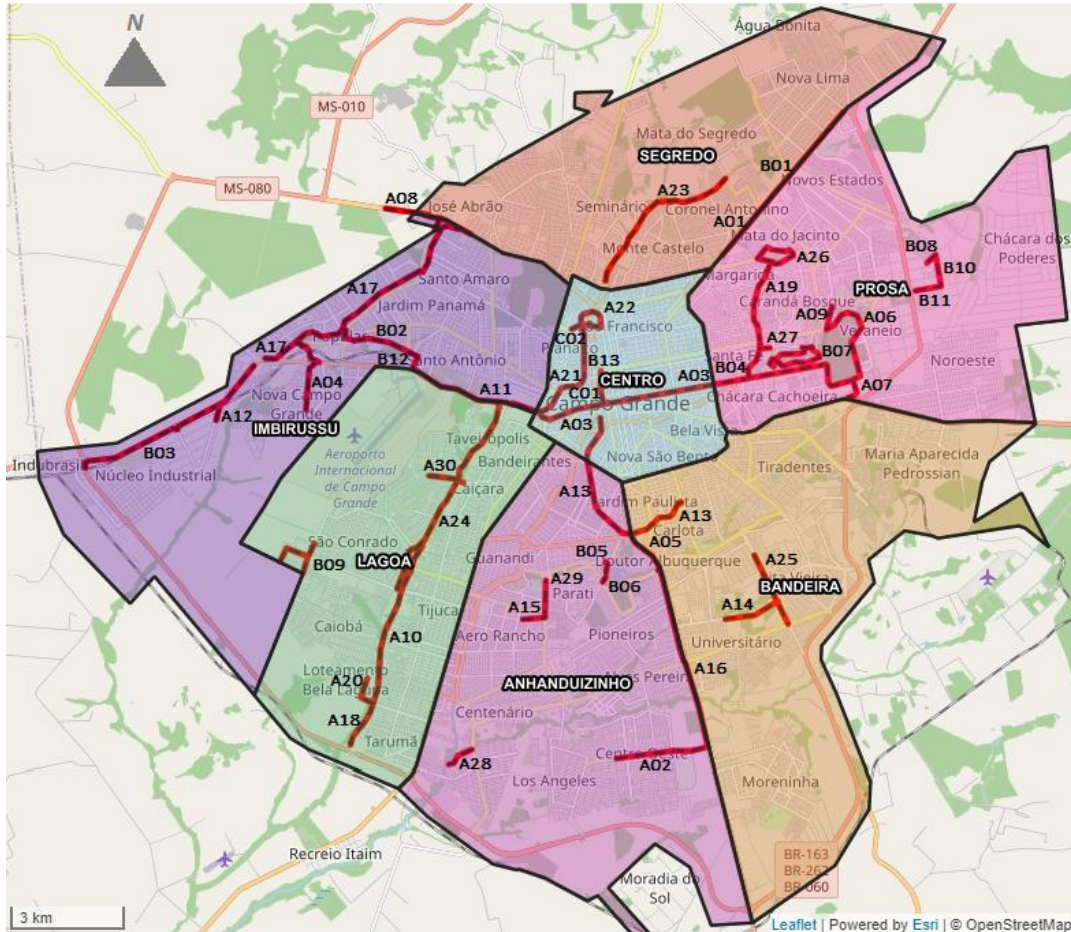 N
Água Bonita
Nova Lima
MS-010
Mata do Segredo
SEGREDO
B01
MS-080
A08
José Abrão
A23
Seminário
Coronel Antonino
Novos Estados
A01
Mata do Jacinto
Monte Castelo
B08
Chácara dos
Poderes
Santo Amaro
Margarida
A26
B10
A17
Jardim Panamá
A22
A19
PROSA
Carandá Bosque
B11
A09
A06
B02
São Francisco
Veraneio
C02
A17
B12
Santo Antônio
B13
A27
B07
Noroeste
Santa Fé
A21
CENTRO
A03
B04
A04
Nova Campo
Grande
A11
C01
Campo Grande
Chácara Cachoeira
A07
A12
IMBIRUSSU
A03
Taveirópolis
Bela Vista
Indubrasil
B03
Núcleo Industrial
Aeroporto
Internacional
de Campo
Grande
Bandeirantes
Nova São Bento
Tiradentes
Maria Aparecida
Pedrossian
A30
Caiçara
A13
Jardim Paulista
A13
A24
Carlota
A05
São Conrado
LAGOA
Guanandi
B05
Doutor Albuquerque
A25
B09
A29
Parati
B06
BANDEIRA
A15
A14
Tijuca
Caiobá
A10
Aero Rancho
Pioneiros
Universitário
Loteamento
Bela Laguna
A20
ANHANDUIZINHO
A16
A18
Centenário
Tarumã
A28
Los Angeles
A02
Moreninha
Recreio Itaim
BR-163
BR-262
BR-060
Moradia do
Sol
3 km
Leaflet | Powered by Esri | © OpenStreetMap